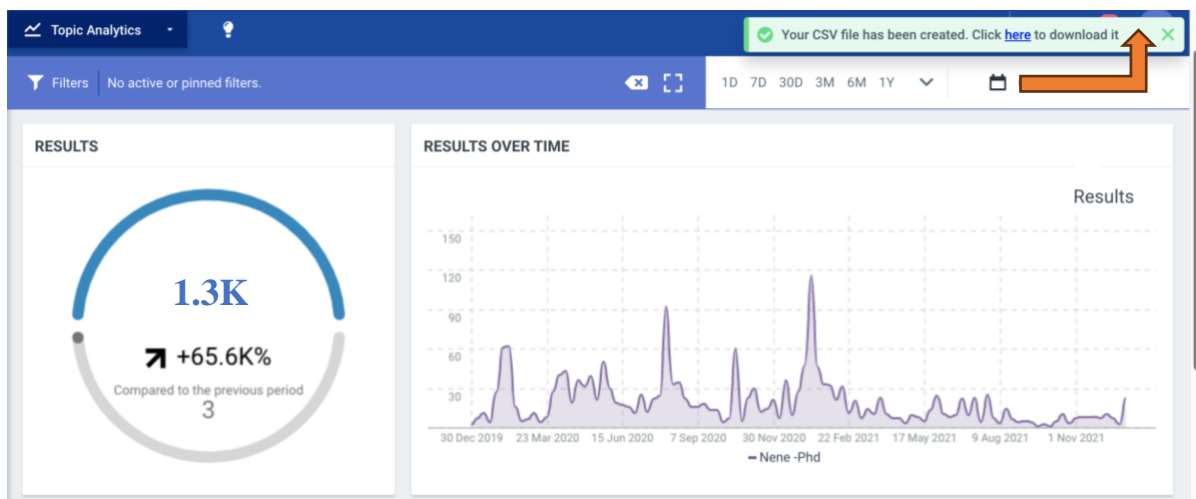 Topic Analytics
Your CSV file has been created. Click here to download it
Filters
No active or pinned filters.
1D 7D 30D 3M 6M 1Y
RESULTS
1.3K
+65.6K%
Compared to the previous period
3
RESULTS OVER TIME
Results
150
120
90
60
30
30 Dec 2019 23 Mar 2020 15 Jun 2020 7 Sep 2020 30 Nov 2020 22 Feb 2021 17 May 2021 9 Aug 2021 1 Nov 2021
Nene -Phd